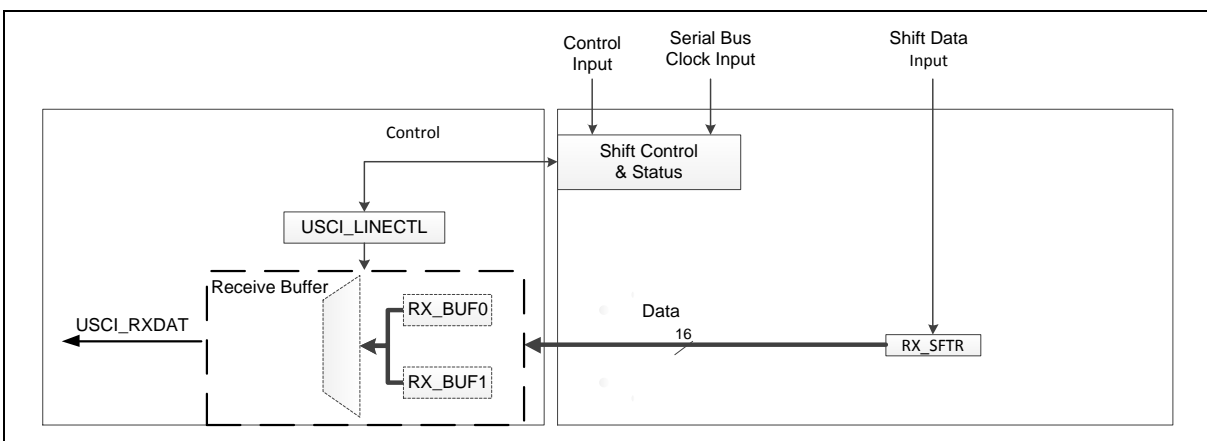 Control
Input
Serial Bus
Clock Input
Shift Data
Input
Control
Shift Control
& Status
USCI_LINECTL
Receive Buffer
USCI_RXDAT
RX_BUF0
RX_BUF1
Data
16
RX_SFTR